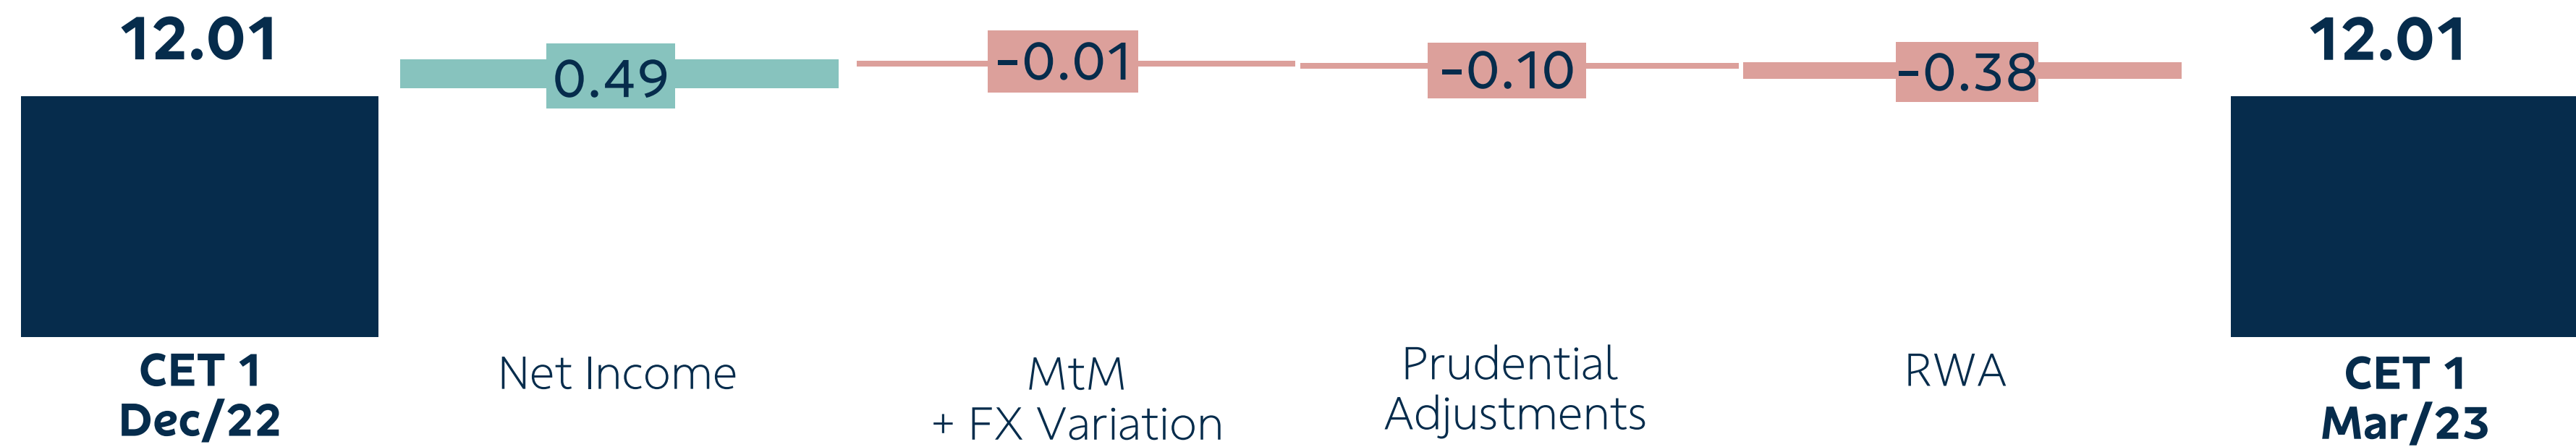 12.01
0.49
-0.01
-0.10
-0.38
12.01
CET 1
Dec/22
Net Income
MtM
+ FX Variation
Prudential
Adjustments
RWA
CET 1
Mar/23